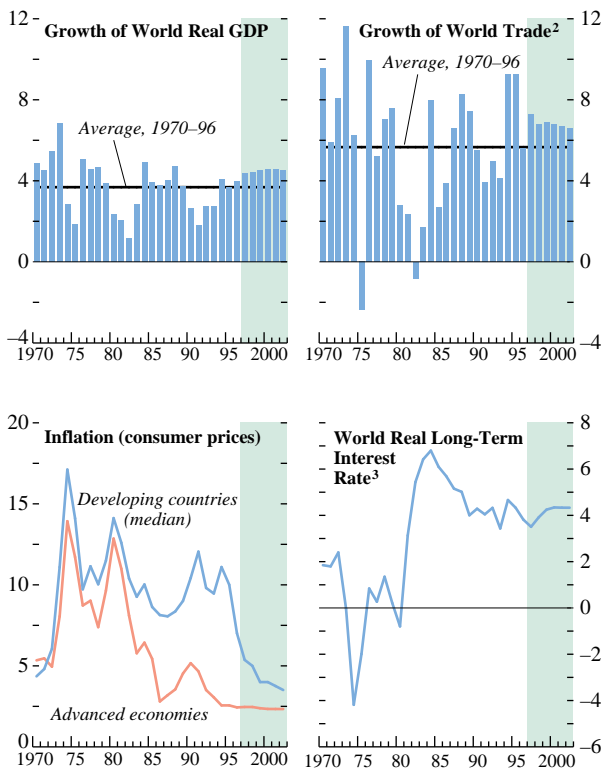 Growth of World Real GDP
Average, 1970–96
12
8
4
0
–4
1970 75 80 85 90 95 2000
Growth of World Trade²
Average, 1970–96
12
8
4
0
–4
1970 75 80 85 90 95 2000
Inflation (consumer prices)
Developing countries
(median)
Advanced economies
20
15
10
5
0
1970 75 80 85 90 95 2000
World Real Long-Term
Interest
Rate³
8
6
4
2
0
–2
–4
–6
1970 75 80 85 90 95 2000